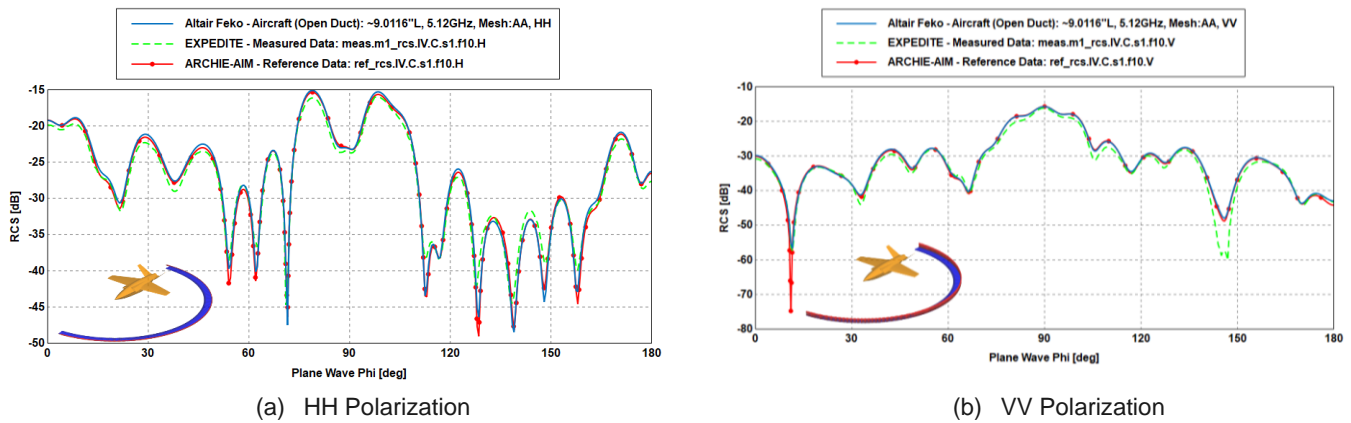 Altair Feko - Aircraft (Open Duct): ~9.0116"L, 5.12GHz, Mesh:AA, HH
EXPEDITE - Measured Data: meas.m1_rcs.IV.C.s1.f10.H
ARCHIE-AIM - Reference Data: ref_rcs.IV.C.s1.f10.H
-15
-20
-25
-30
-35
-40
-45
-50
RCS [dB]
0 30 60 90 120 150 180
Plane Wave Phi [deg]
(a) HH Polarization
Altair Feko - Aircraft (Open Duct): ~9.0116"L, 5.12GHz, Mesh:AA, VV
EXPEDITE - Measured Data: meas.m1_rcs.IV.C.s1.f10.V
ARCHIE-AIM - Reference Data: ref_rcs.IV.C.s1.f10.V
-10
-20
-30
-40
-50
-60
-70
-80
RCS [dB]
0 30 60 90 120 150 180
Plane Wave Phi [deg]
(b) VV Polarization